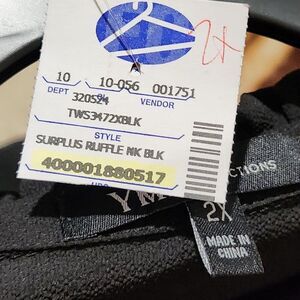 2X
10 10-056 001751
DEPT VENDOR
320524
TWS3472XBLK
STYLE
SURPLUS RUFFLE NK BLK
400001880517
CTIONS
YM
2X
MADE IN
CHINA